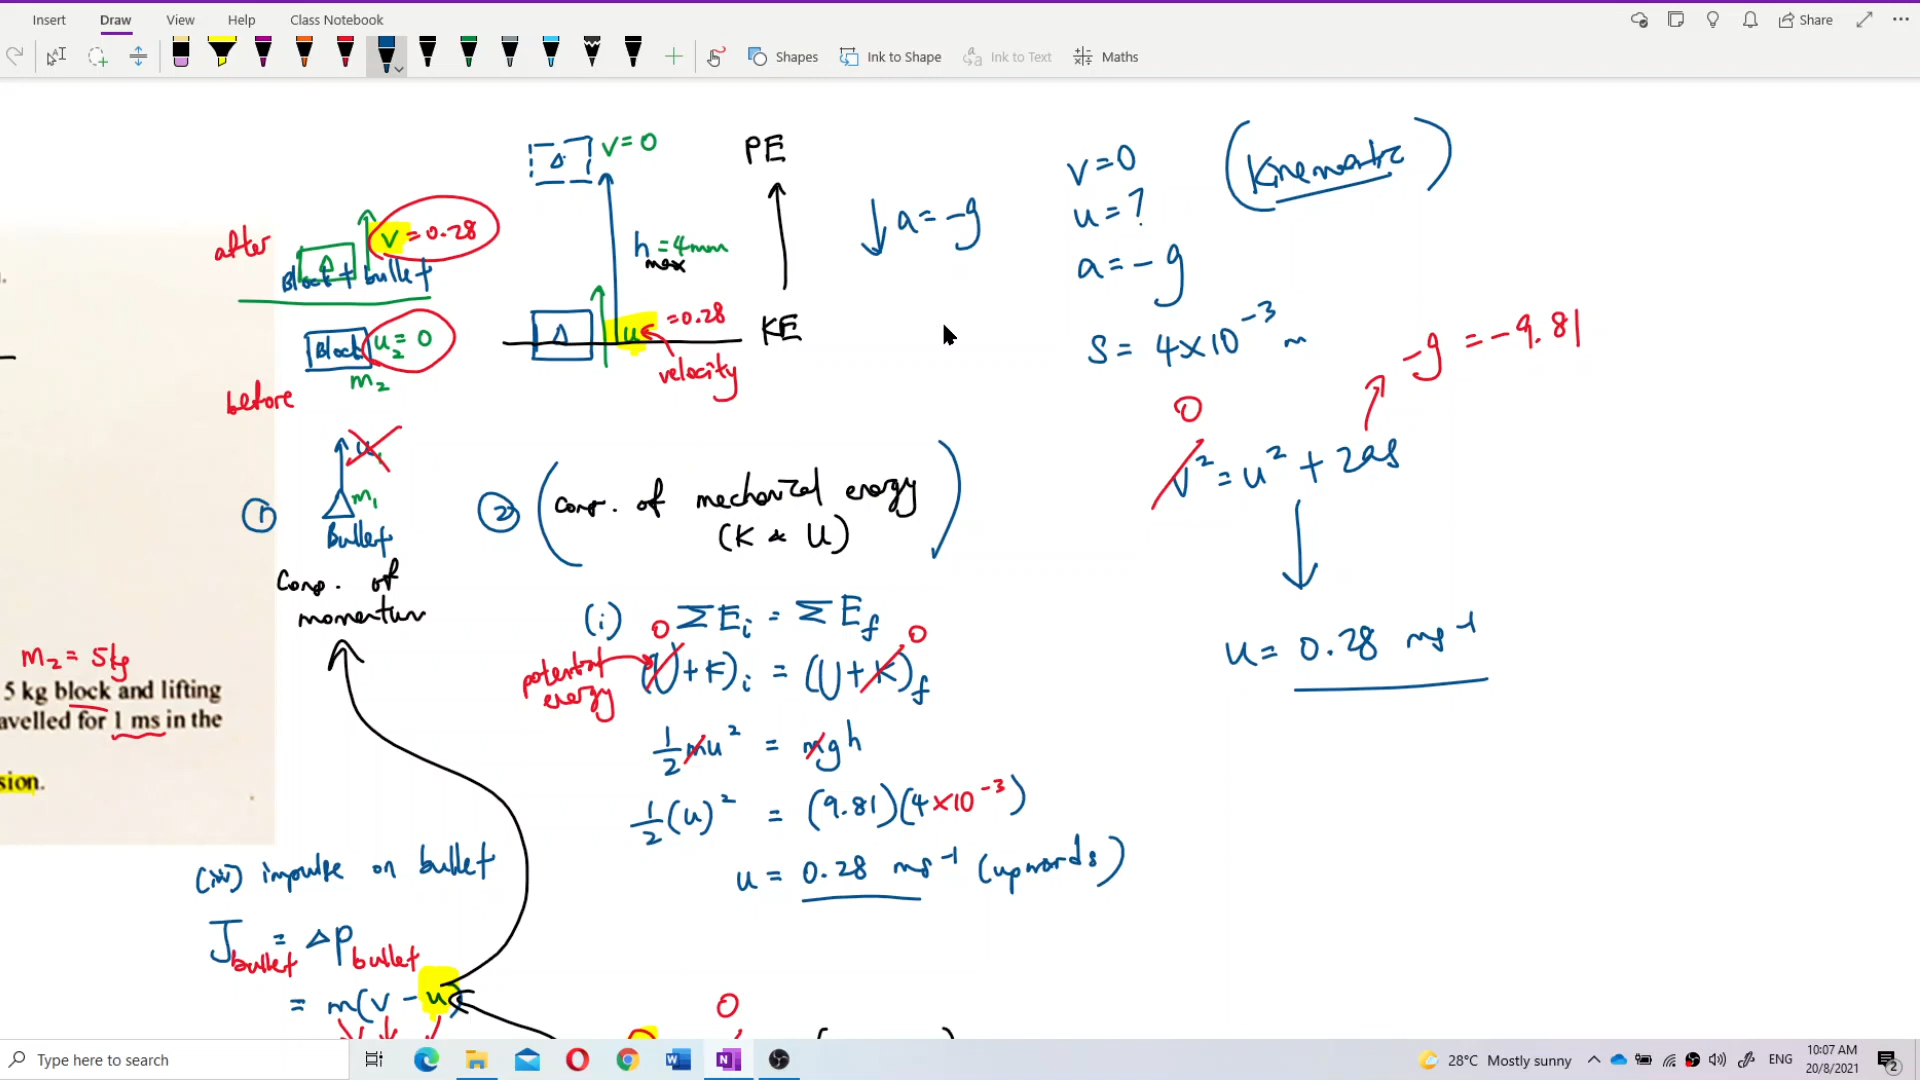 Insert Draw View Help Class Notebook
Share
Shapes Ink to Shape Ink to Text Maths
after
v = 0.28
Block + bullet
Block u₂ = 0
m₂
before
u₁
m₁
①
Bullet
Cons. of
momentum
v = 0
h = 4mm
max
u = 0.28
velocity
PE
KE
a = -g
v = 0
u = ?
a = -g
s = 4×10⁻³ m
(Kinematic)
-g = -9.81
0
v² = u² + 2as
u = 0.28 ms⁻¹
② (Cons. of mechanical energy
(K & U))
(i) ΣEᵢ = ΣE_f
0 0
potential
energy
(U + K)ᵢ = (U + K)_f
½mu² = mgh
½(u)² = (9.81)(4×10⁻³)
u = 0.28 ms⁻¹ (upwards)
m₂ = 5kg
5 kg block and lifting
avelled for 1 ms in the
sion.
impulse on bullet
J bullet = Δp bullet
= m(v - u)
0
Type here to search
28°C Mostly sunny
ENG
10:07 AM
20/8/2021
2